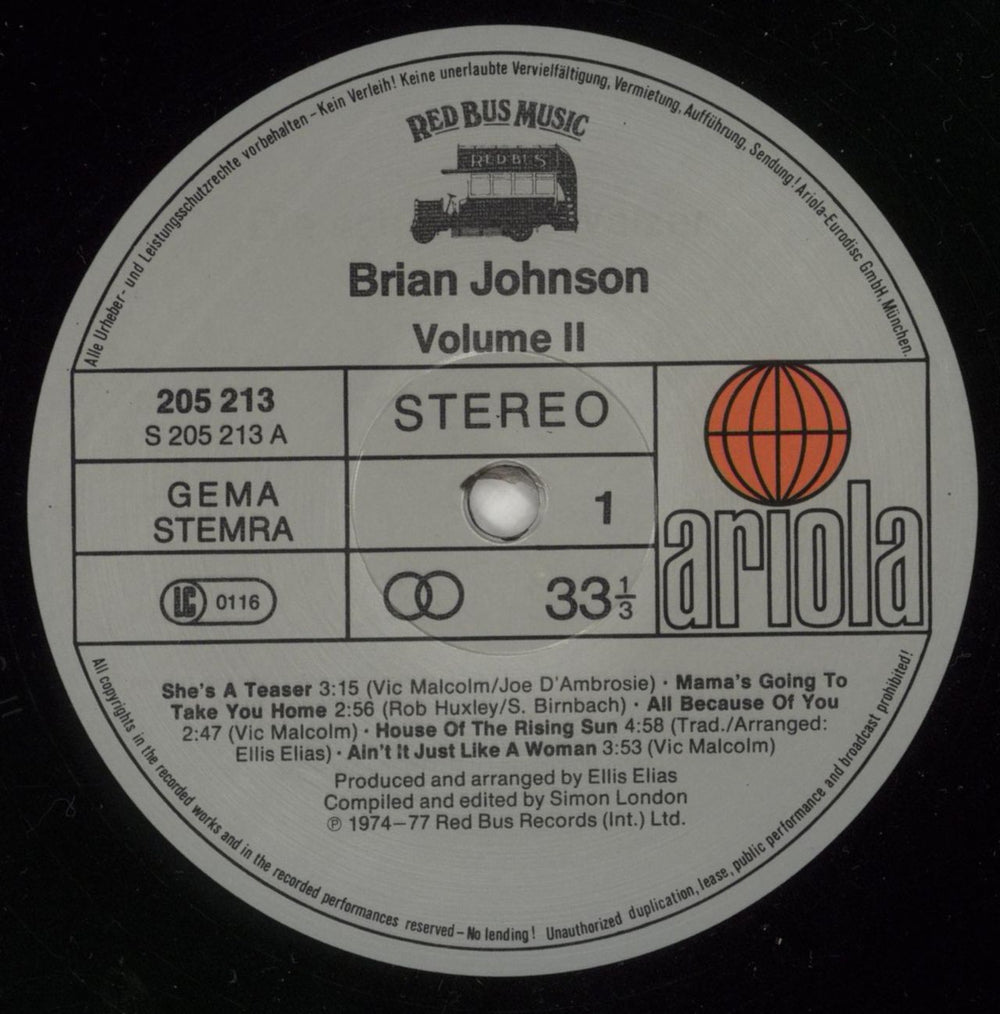 Alle Urheber- und Leistungsschutzrechte vorbehalten – Kein Verleih! Keine unerlaubte Vervielfältigung, Vermietung, Aufführung, Sendung! Ariola-Eurodisc GmbH, München.
RED BUS MUSIC
RED BUS
Brian Johnson
Volume II
205 213
S 205 213 A
STEREO
GEMA
STEMRA
1
LC 0116
33 1/3
ariola
She's A Teaser 3:15 (Vic Malcolm/Joe D'Ambrosie) · Mama's Going To
Take You Home 2:56 (Rob Huxley/S. Birnbach) · All Because Of You
2:47 (Vic Malcolm) · House Of The Rising Sun 4:58 (Trad./Arranged:
Ellis Elias) · Ain't It Just Like A Woman 3:53 (Vic Malcolm)
Produced and arranged by Ellis Elias
Compiled and edited by Simon London
℗ 1974–77 Red Bus Records (Int.) Ltd.
All copyrights in the recorded works and in the recorded performances reserved – No lending! Unauthorized duplication, lease, public performance and broadcast prohibited!